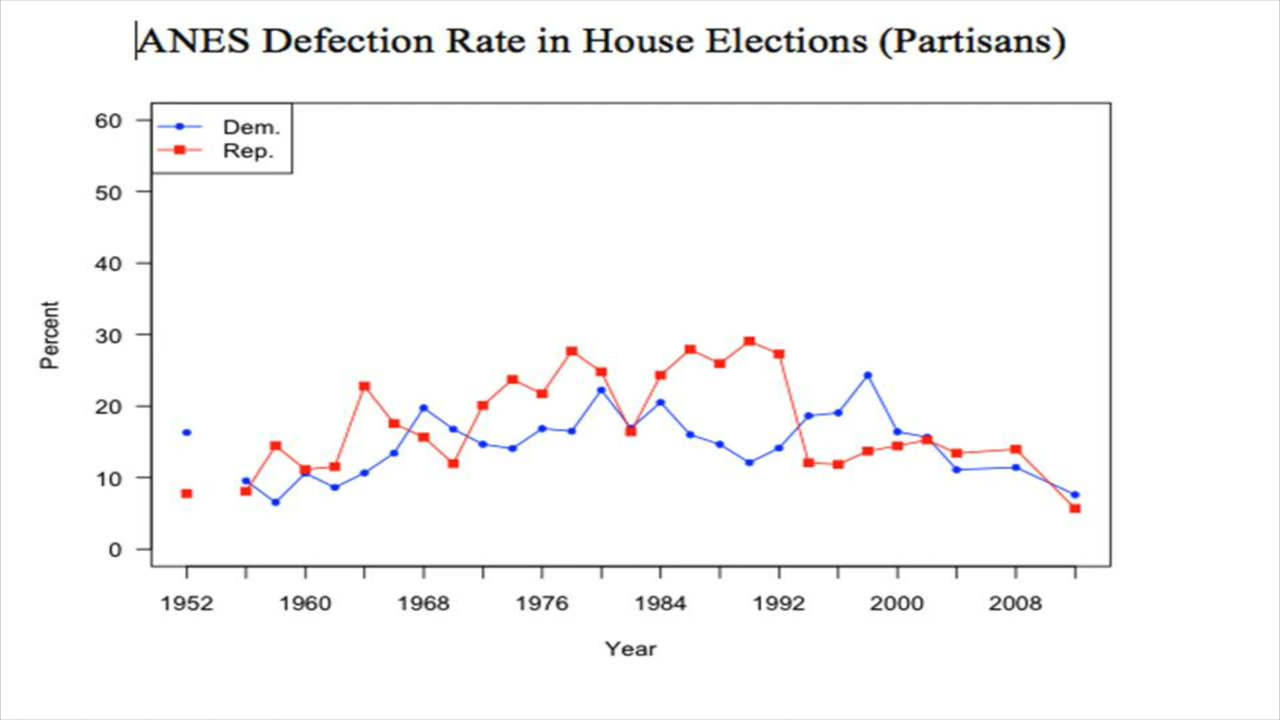 ANES Defection Rate in House Elections (Partisans)
Dem.
Rep.
60
50
40
30
20
10
0
Percent
1952 1960 1968 1976 1984 1992 2000 2008
Year